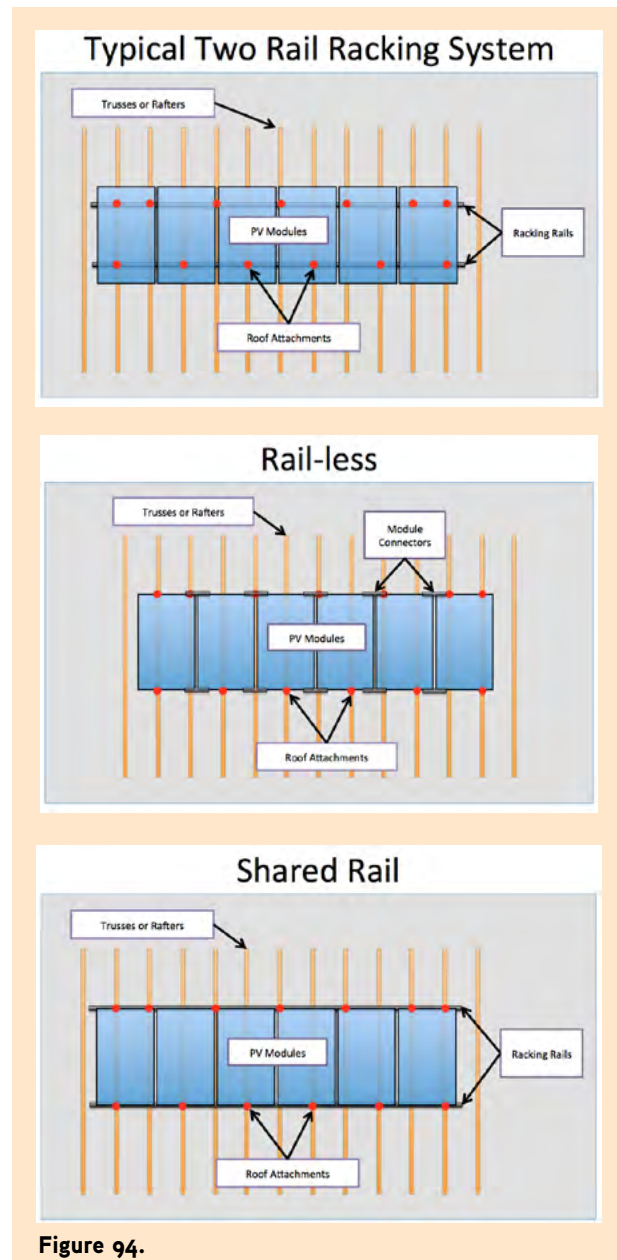 Typical Two Rail Racking System
Trusses or Rafters
PV Modules
Racking Rails
Roof Attachments
Rail-less
Trusses or Rafters
Module
Connectors
PV Modules
Roof Attachments
Shared Rail
Trusses or Rafters
PV Modules
Racking Rails
Roof Attachments
Figure 94.